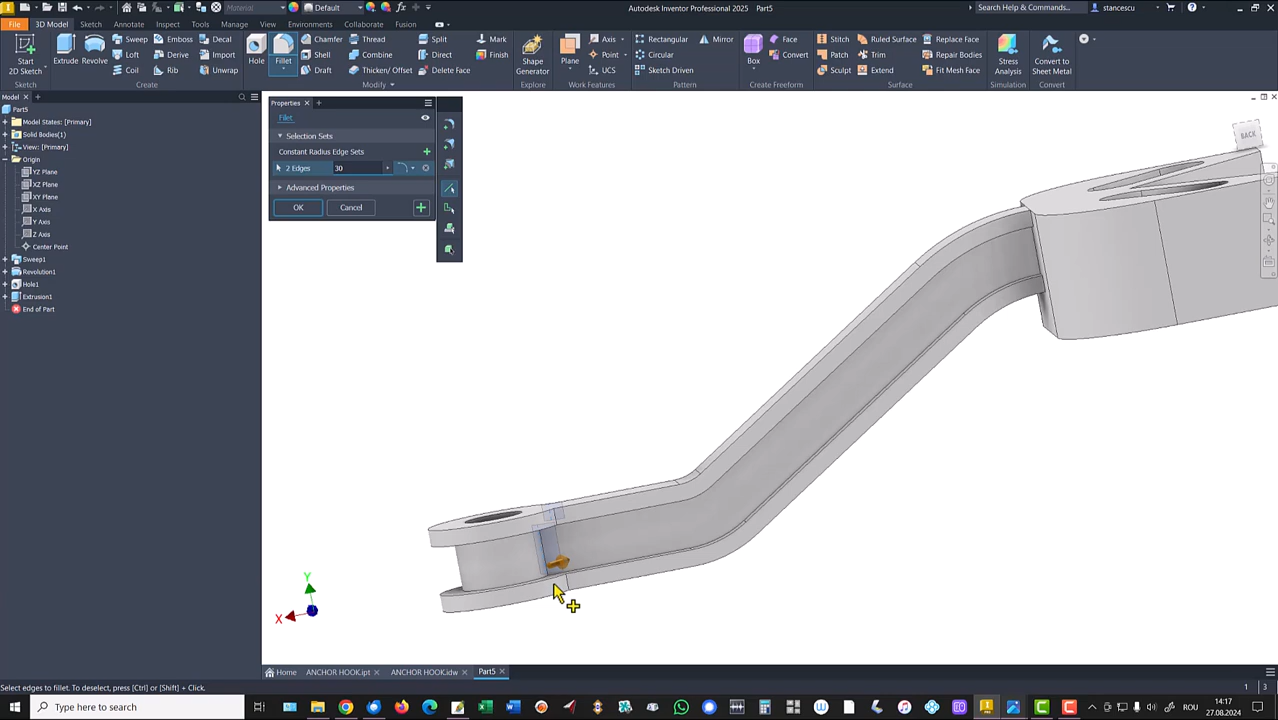 Material
Default
Autodesk Inventor Professional 2025 Part5
Search Help & Commands...
stancescu
File
3D Model
Sketch
Annotate
Inspect
Tools
Manage
View
Environments
Collaborate
Fusion
Start
2D Sketch
Sketch
Extrude
Revolve
Sweep
Loft
Coil
Emboss
Derive
Rib
Decal
Import
Unwrap
Create
Hole
Fillet
Chamfer
Shell
Draft
Thread
Combine
Thicken/ Offset
Split
Direct
Delete Face
Modify
Mark
Finish
Shape
Generator
Explore
Plane
Axis
Point
UCS
Work Features
Rectangular
Circular
Sketch Driven
Mirror
Pattern
Box
Face
Convert
Create Freeform
Stitch
Patch
Sculpt
Ruled Surface
Trim
Extend
Replace Face
Repair Bodies
Fit Mesh Face
Surface
Stress
Analysis
Simulation
Convert to
Sheet Metal
Convert
Model
Part5
Model States: [Primary]
Solid Bodies(1)
View: [Primary]
Origin
YZ Plane
XZ Plane
XY Plane
X Axis
Y Axis
Z Axis
Center Point
Sweep1
Revolution1
Hole1
Extrusion1
End of Part
Properties
Fillet
Selection Sets
Constant Radius Edge Sets
2 Edges 30
Advanced Properties
OK Cancel
BACK
Y
X
Home ANCHOR HOOK.ipt ANCHOR HOOK.idw Part5
Select edges to fillet. To deselect, press [Ctrl] or [Shift] + Click.
1 3
Type here to search
ROU
14:17
27.08.2024